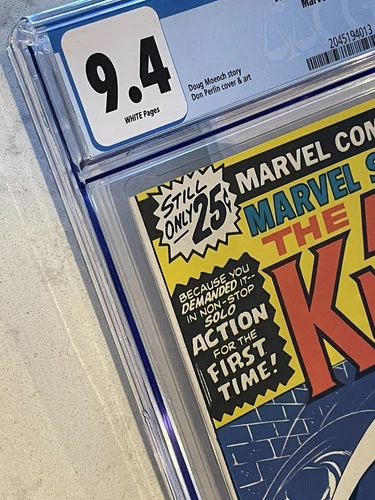 9.4
WHITE Pages
Doug Moench story
Don Perlin cover & art
2045194013
STILL
ONLY 25¢
MARVEL
MARVEL
THE
BECAUSE YOU
DEMANDED IT--
IN NON-STOP
SOLO
ACTION
FOR THE
FIRST
TIME!